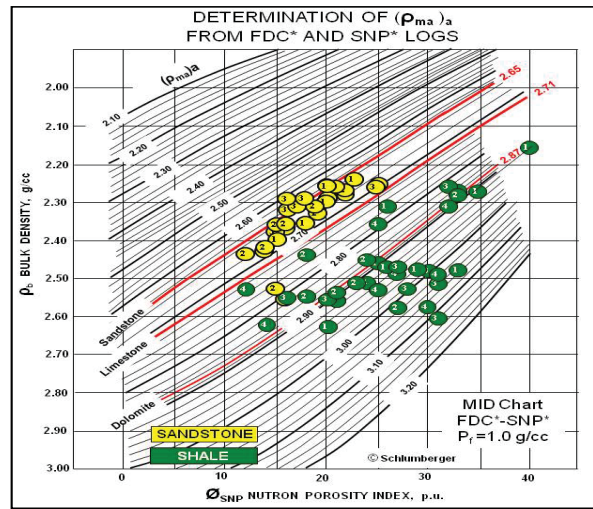 DETERMINATION OF (ρma)a
FROM FDC* AND SNP* LOGS
ρb BULK DENSITY, g/cc
2.00
2.10
2.20
2.30
2.40
2.50
2.60
2.70
2.80
2.90
3.00
(ρma)a
2.10
2.20
2.30
2.40
2.50
2.60
2.70
2.80
2.90
3.00
3.10
3.20
2.65
2.71
2.87
Sandstone
Limestone
Dolomite
SANDSTONE
SHALE
MID Chart
FDC*-SNP*
Pf =1.0 g/cc
© Schlumberger
0
10
20
30
40
ØSNP NUTRON POROSITY INDEX, p.u.